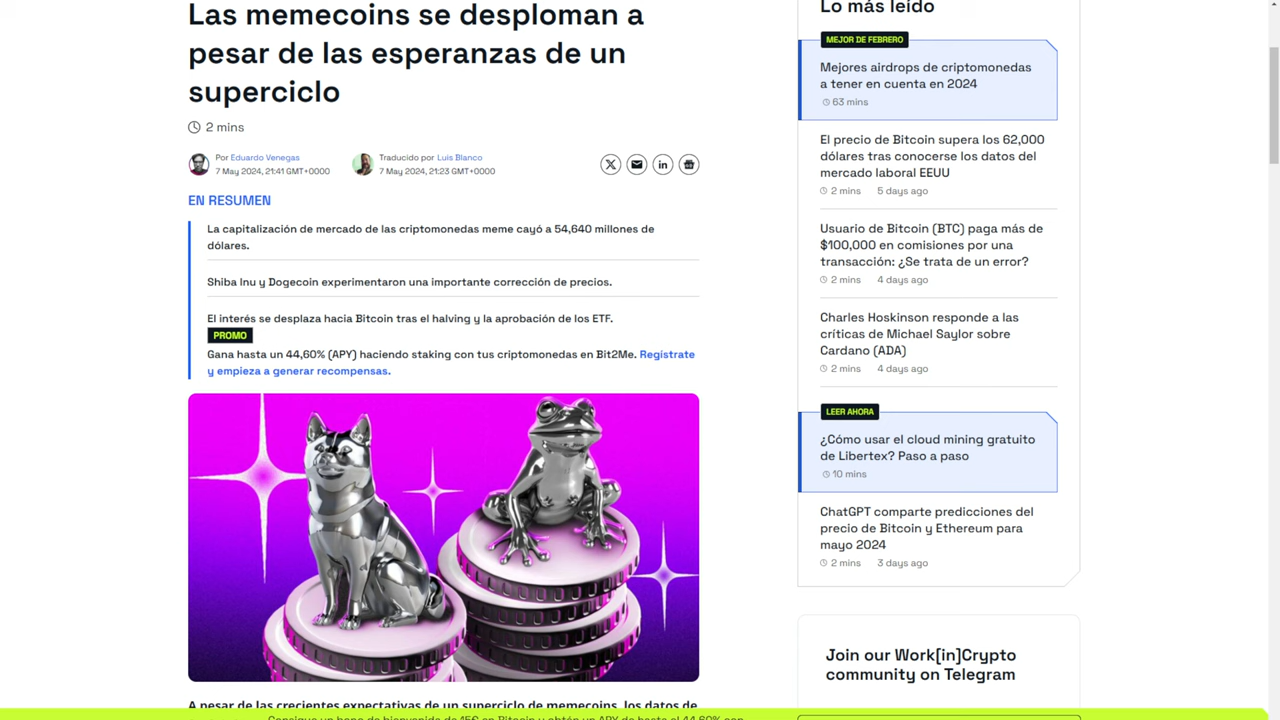 Las memecoins se desploman a
pesar de las esperanzas de un
superciclo
2 mins
Por Eduardo Venegas
7 May 2024, 21:41 GMT+0000
Traducido por Luis Blanco
7 May 2024, 21:23 GMT+0000
EN RESUMEN
La capitalización de mercado de las criptomonedas meme cayó a 54,640 millones de
dólares.
Shiba Inu y Dogecoin experimentaron una importante corrección de precios.
El interés se desplaza hacia Bitcoin tras el halving y la aprobación de los ETF.
PROMO
Gana hasta un 44,60% (APY) haciendo staking con tus criptomonedas en Bit2Me. Regístrate
y empieza a generar recompensas.
A pesar de las crecientes expectativas de un superciclo de memecoins, los datos de
Consigue un bono de bienvenida de 15€ en Bitcoin y obtén un APY de hasta el 44,60% con
Lo más leído
MEJOR DE FEBRERO
Mejores airdrops de criptomonedas
a tener en cuenta en 2024
63 mins
El precio de Bitcoin supera los 62,000
dólares tras conocerse los datos del
mercado laboral EEUU
2 mins 5 days ago
Usuario de Bitcoin (BTC) paga más de
$100,000 en comisiones por una
transacción: ¿Se trata de un error?
2 mins 4 days ago
Charles Hoskinson responde a las
críticas de Michael Saylor sobre
Cardano (ADA)
2 mins 4 days ago
LEER AHORA
¿Cómo usar el cloud mining gratuito
de Libertex? Paso a paso
10 mins
ChatGPT comparte predicciones del
precio de Bitcoin y Ethereum para
mayo 2024
2 mins 3 days ago
Join our Work[in]Crypto
community on Telegram